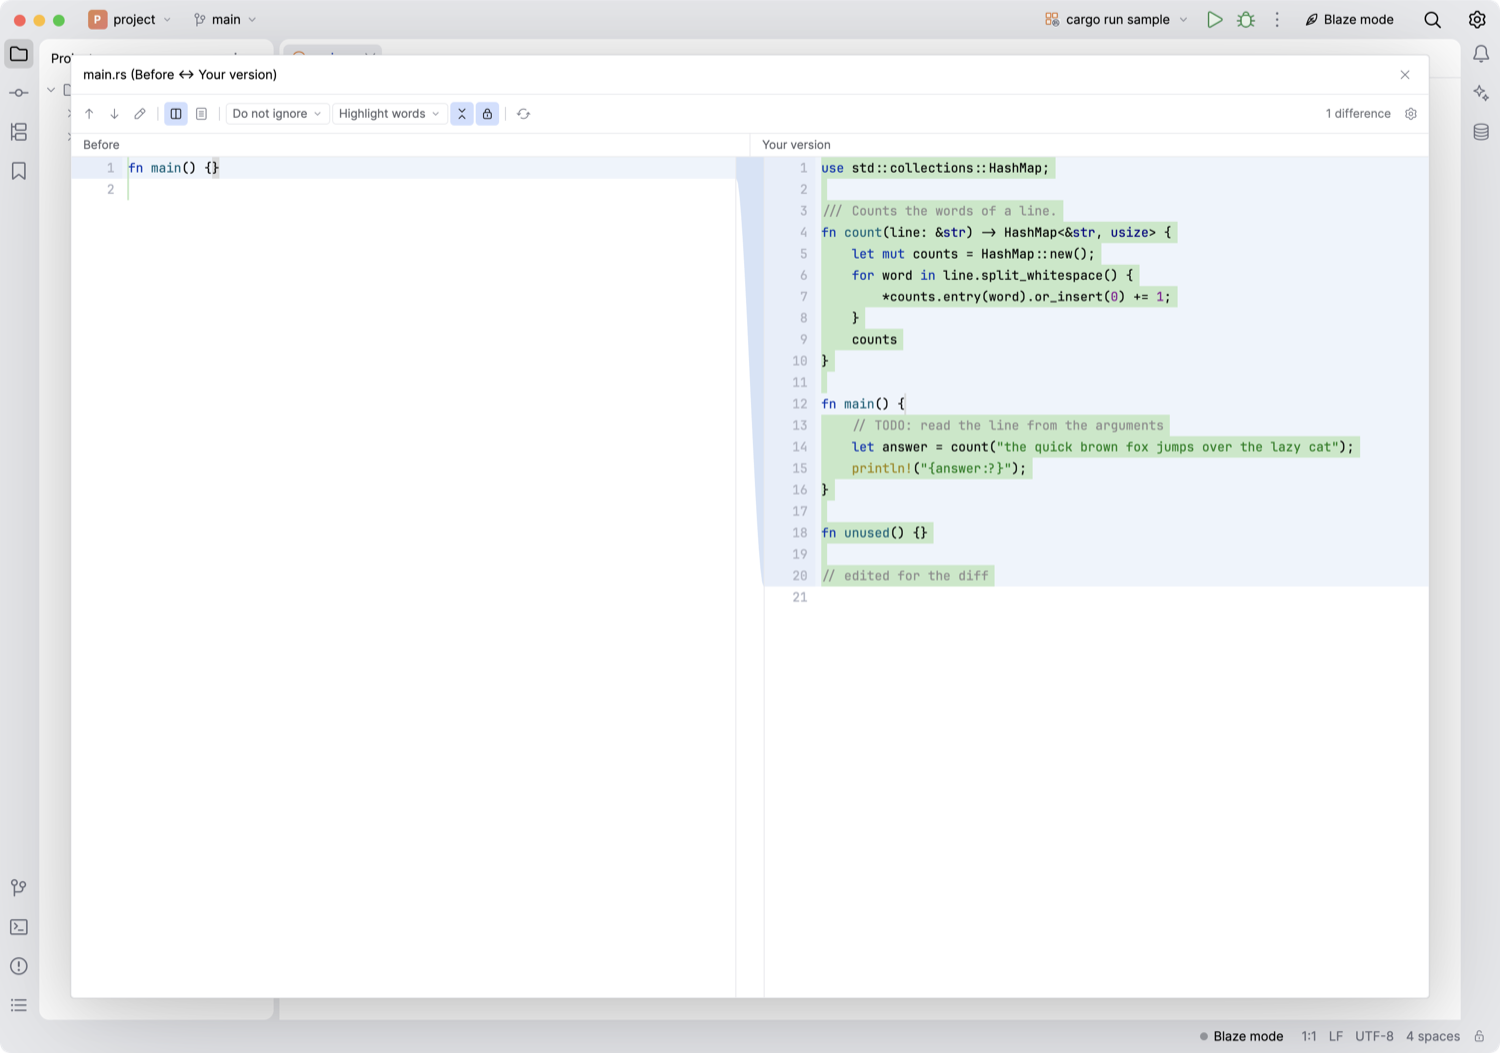 P project main cargo run sample Blaze mode
main.rs (Before ↔ Your version)
Do not ignore Highlight words 1 difference
Before
1 fn main() {}
2
Your version
1 use std::collections::HashMap;
2
3 /// Counts the words of a line.
4 fn count(line: &str) -> HashMap<&str, usize> {
5 let mut counts = HashMap::new();
6 for word in line.split_whitespace() {
7 *counts.entry(word).or_insert(0) += 1;
8 }
9 counts
10 }
11
12 fn main() {
13 // TODO: read the line from the arguments
14 let answer = count("the quick brown fox jumps over the lazy cat");
15 println!("{answer:?}");
16 }
17
18 fn unused() {}
19
20 // edited for the diff
21
Blaze mode 1:1 LF UTF-8 4 spaces